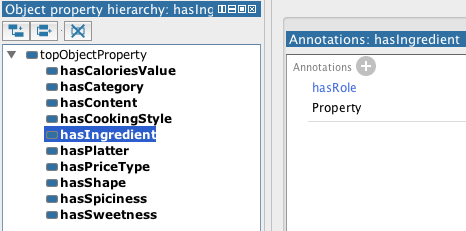 Object property hierarchy: hasIng
topObjectProperty
hasCaloriesValue
hasCategory
hasContent
hasCookingStyle
hasIngredient
hasPlatter
hasPriceType
hasShape
hasSpiciness
hasSweetness
Annotations: hasIngredient
Annotations
hasRole
Property